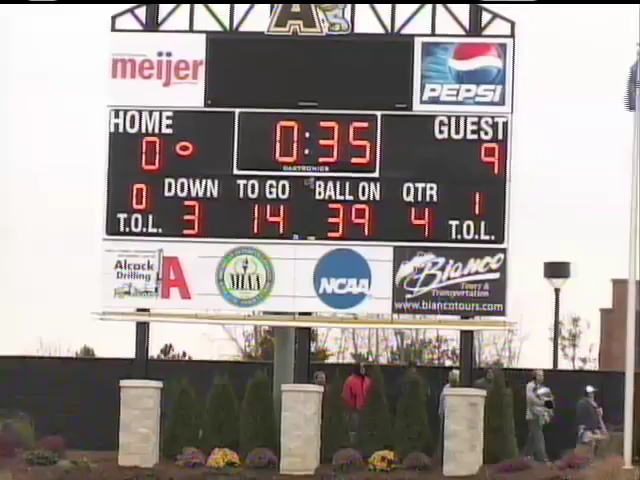 A
meijer
PEPSI
HOME
GUEST
0
0:35
9
DAKTRONICS
0 DOWN TO GO BALL ON QTR 1
T.O.L. 3 14 39 4 T.O.L.
Alcock
Drilling
A
MIAA
NCAA
Bianco
Tours &
Transportation
www.biancotours.com